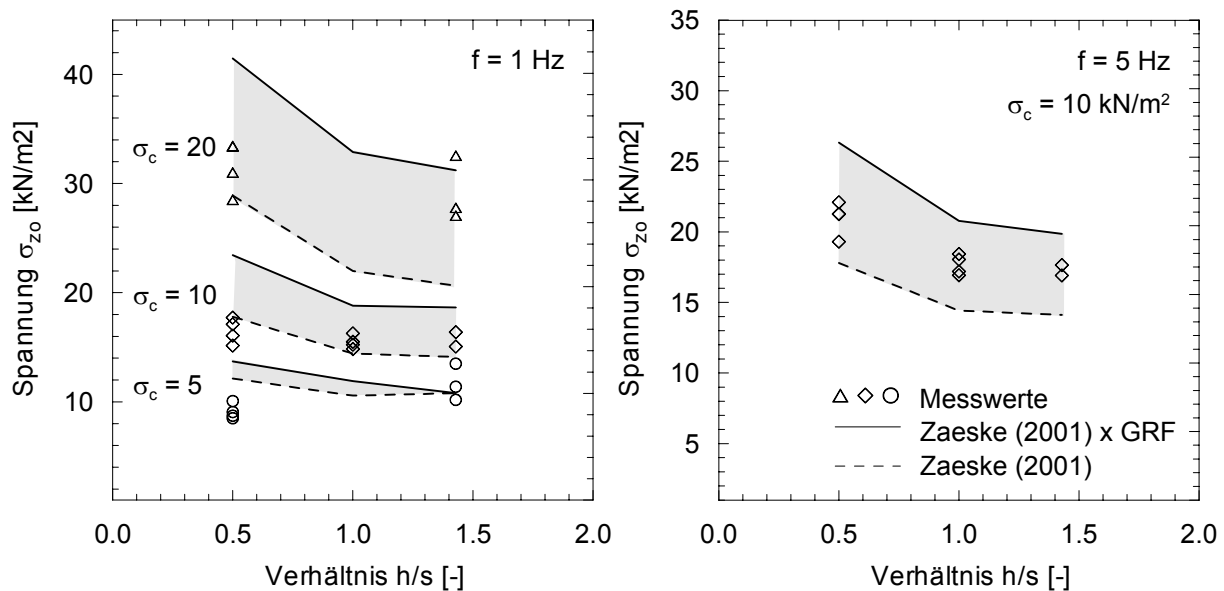 Spannung σzo [kN/m2]
40
30
20
10
f = 1 Hz
σc = 20
σc = 10
σc = 5
0.0 0.5 1.0 1.5 2.0
Verhältnis h/s [-]
Spannung σzo [kN/m2]
35
30
25
20
15
10
5
f = 5 Hz
σc = 10 kN/m²
Messwerte
Zaeske (2001) x GRF
Zaeske (2001)
0.0 0.5 1.0 1.5 2.0
Verhältnis h/s [-]